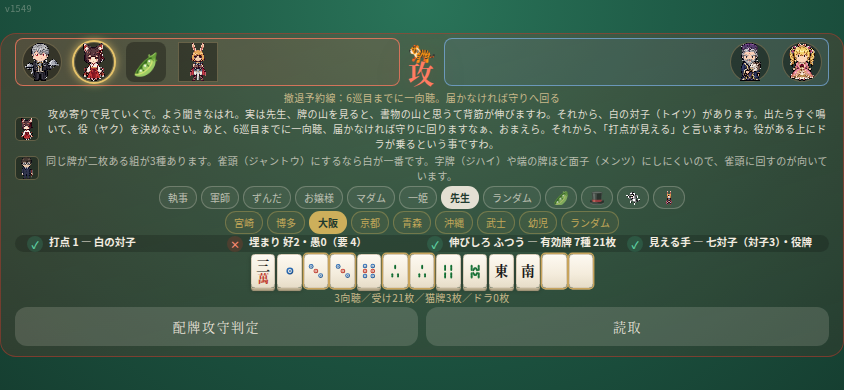 v1549
攻
撤退予約線：6巡目までに一向聴。届かなければ守りへ回る
攻め寄りで見ていくで。よう聞きなはれ。実は先生、牌の山を見ると、書物の山と思うて背筋が伸びますわ。それから、白の対子（トイツ）があります。出たらすぐ鳴
いて、役（ヤク）を決めなさい。あと、6巡目までに一向聴、届かなければ守りに回りますなぁ、おまえら。それから、「打点が見える」と言いますわ。役がある上にド
ラが乗るという事ですわ。
同じ牌が二枚ある組が3種あります。雀頭（ジャントウ）にするなら白が一番です。字牌（ジハイ）や端の牌ほど面子（メンツ）にしにくいので、雀頭に回すのが向いて
います。
執事 軍師 ずんだ お嬢様 マダム 一姫 先生 ランダム
宮崎 博多 大阪 京都 青森 沖縄 武士 幼児 ランダム
✓ 打点 1 — 白の対子 ✕ 埋まり 好2・愚0（要 4） ✓ 伸びしろ ふつう — 有効牌 7種 21枚 ✓ 見える手 — 七対子（対子3）・役牌
三萬 東 南
3向聴／受け21枚／猫牌3枚／ドラ0枚
配牌攻守判定 読取